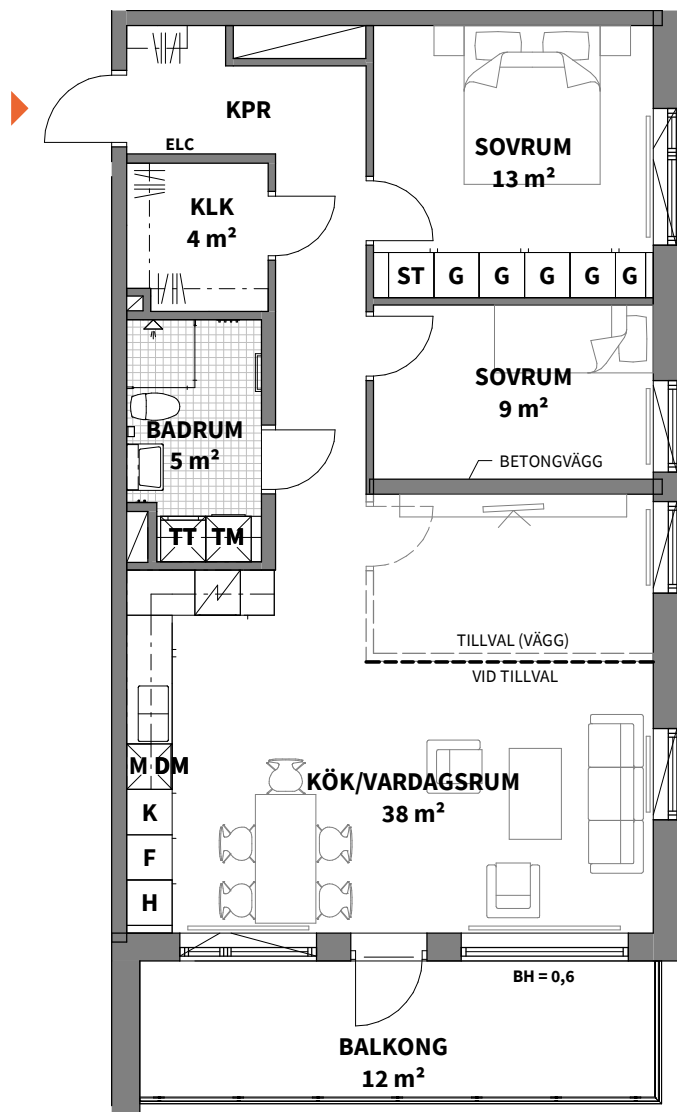 KPR
ELC
SOVRUM
13 m²
KLK
4 m²
ST G G G G G
SOVRUM
9 m²
BADRUM
5 m²
BETONGVÄGG
TT TM
TILLVAL (VÄGG)
VID TILLVAL
M DM
KÖK/VARDAGSRUM
38 m²
K
F
H
BH = 0,6
BALKONG
12 m²